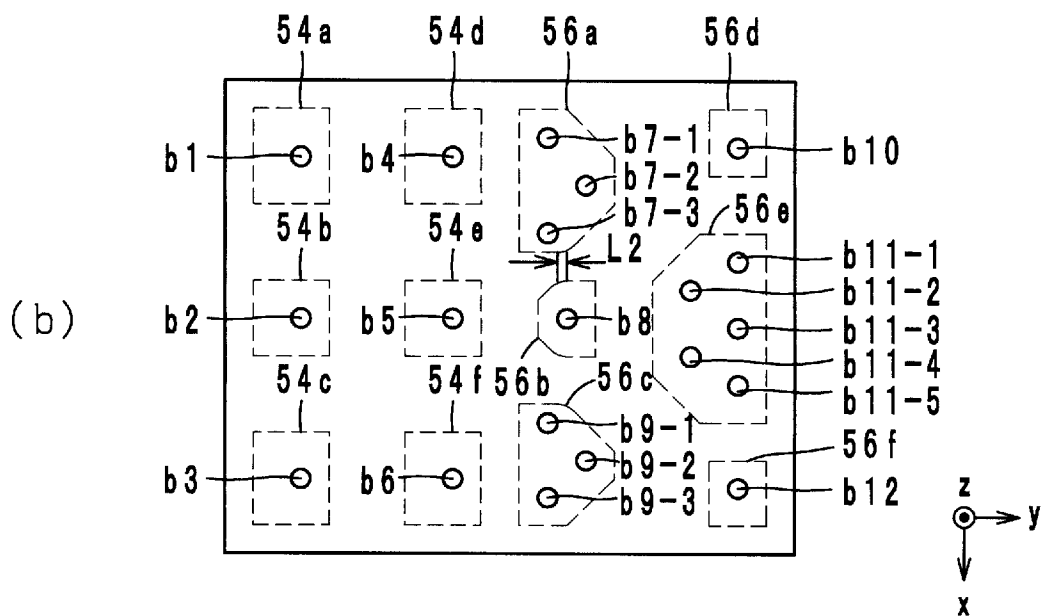 54a 54d 56a 56d
b1 b4 b7-1 b10
b7-2
b7-3 56e
54b 54e L2
b11-1
b11-2
(b) b2 b5 b8 b11-3
b11-4
54c 54f 56b 56c
b11-5
b9-1 56f
b3 b6 b9-2 b12
b9-3
z
y
x